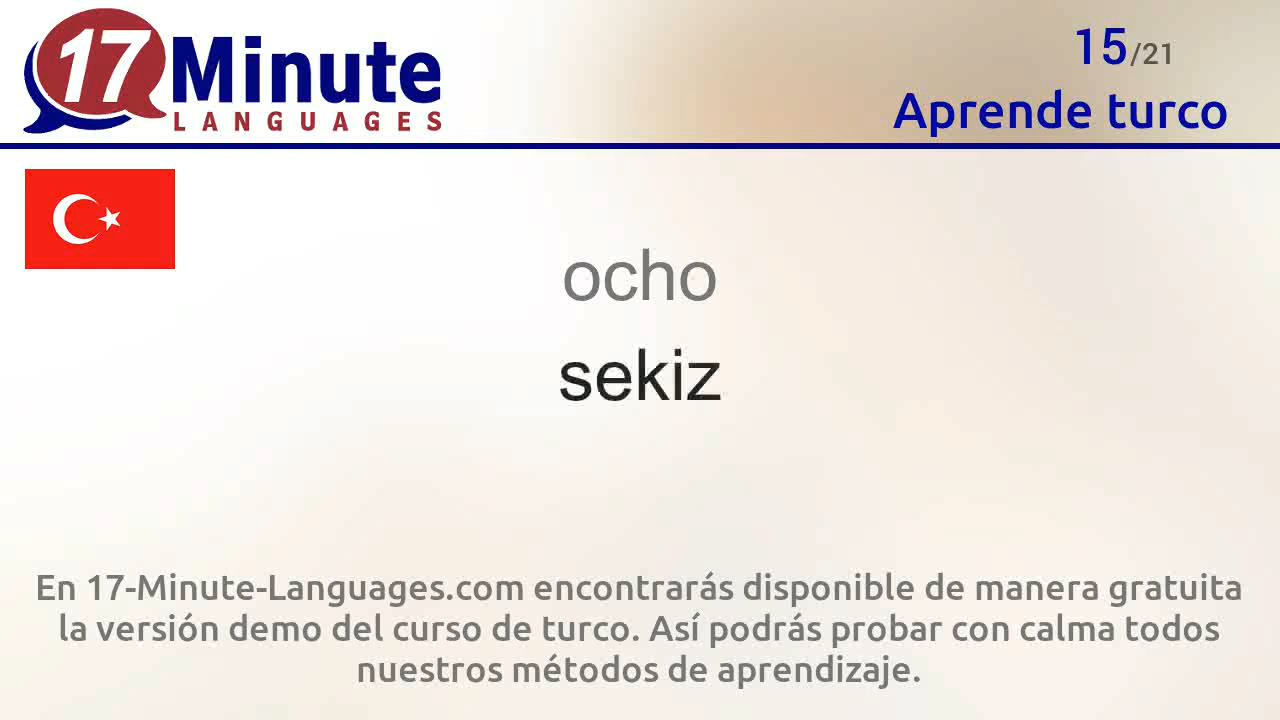 17 Minute
LANGUAGES
15/21
Aprende turco
ocho
sekiz
En 17-Minute-Languages.com encontrarás disponible de manera gratuita
la versión demo del curso de turco. Así podrás probar con calma todos
nuestros métodos de aprendizaje.